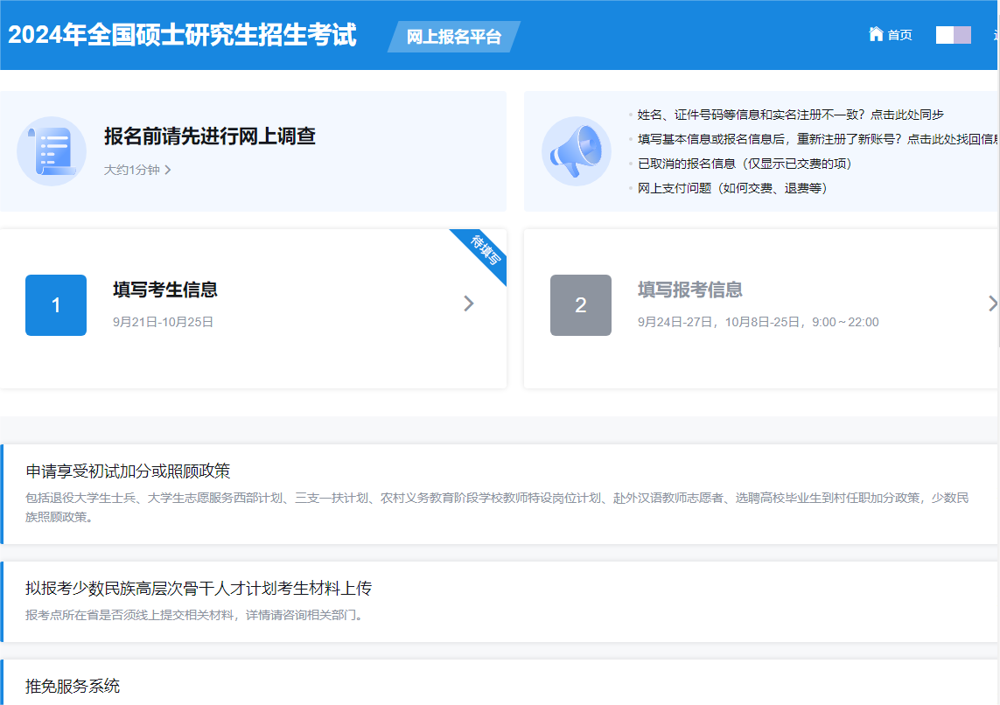 2024年全国硕士研究生招生考试
网上报名平台
首页
报名前请先进行网上调查
大约1分钟
姓名、证件号码等信息和实名注册不一致？点击此处同步
填写基本信息或报名信息后，重新注册了新账号？点击此处找回信息
已取消的报名信息（仅显示已交费的项）
网上支付问题（如何交费、退费等）
待填写
1
填写考生信息
9月21日-10月25日
2
填写报考信息
9月24日-27日，10月8日-25日，9:00～22:00
申请享受初试加分或照顾政策
包括退役大学生士兵、大学生志愿服务西部计划、三支一扶计划、农村义务教育阶段学校教师特设岗位计划、赴外汉语教师志愿者、选聘高校毕业生到村任职加分政策，少数民
族照顾政策。
拟报考少数民族高层次骨干人才计划考生材料上传
报考点所在省是否须线上提交相关材料，详情请咨询相关部门。
推免服务系统